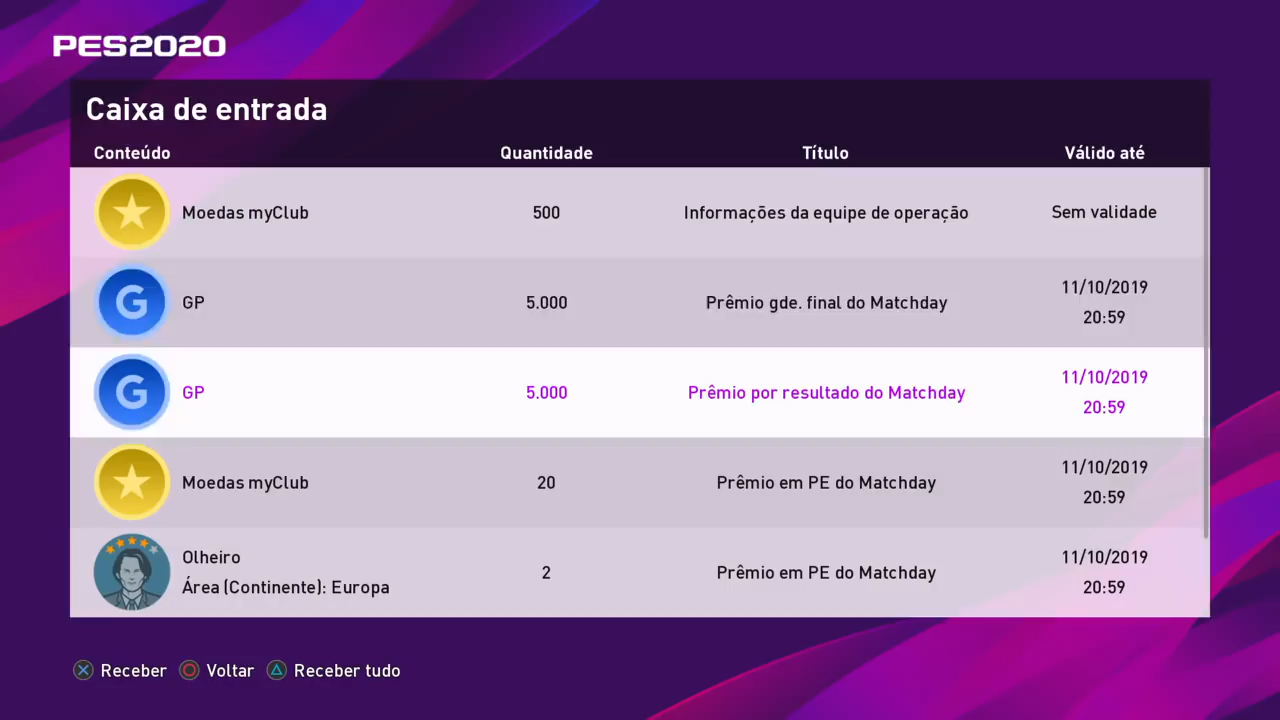 PES2020
Caixa de entrada
Conteúdo Quantidade Título Válido até
Moedas myClub 500 Informações da equipe de operação Sem validade
GP 5.000 Prêmio gde. final do Matchday 11/10/2019 20:59
GP 5.000 Prêmio por resultado do Matchday 11/10/2019 20:59
Moedas myClub 20 Prêmio em PE do Matchday 11/10/2019 20:59
Olheiro
Área (Continente): Europa 2 Prêmio em PE do Matchday 11/10/2019 20:59
Receber Voltar Receber tudo